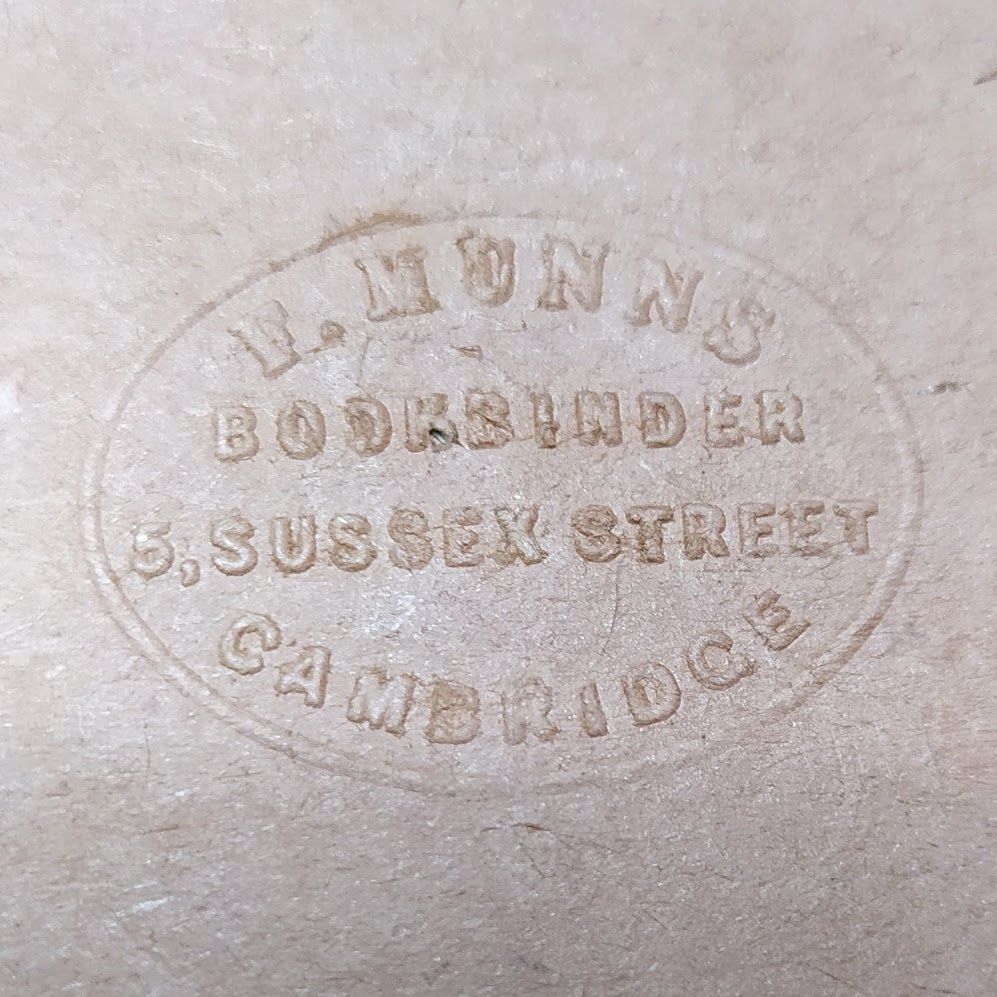 F. MUNNS
BOOKBINDER
5, SUSSEX STREET
CAMBRIDGE